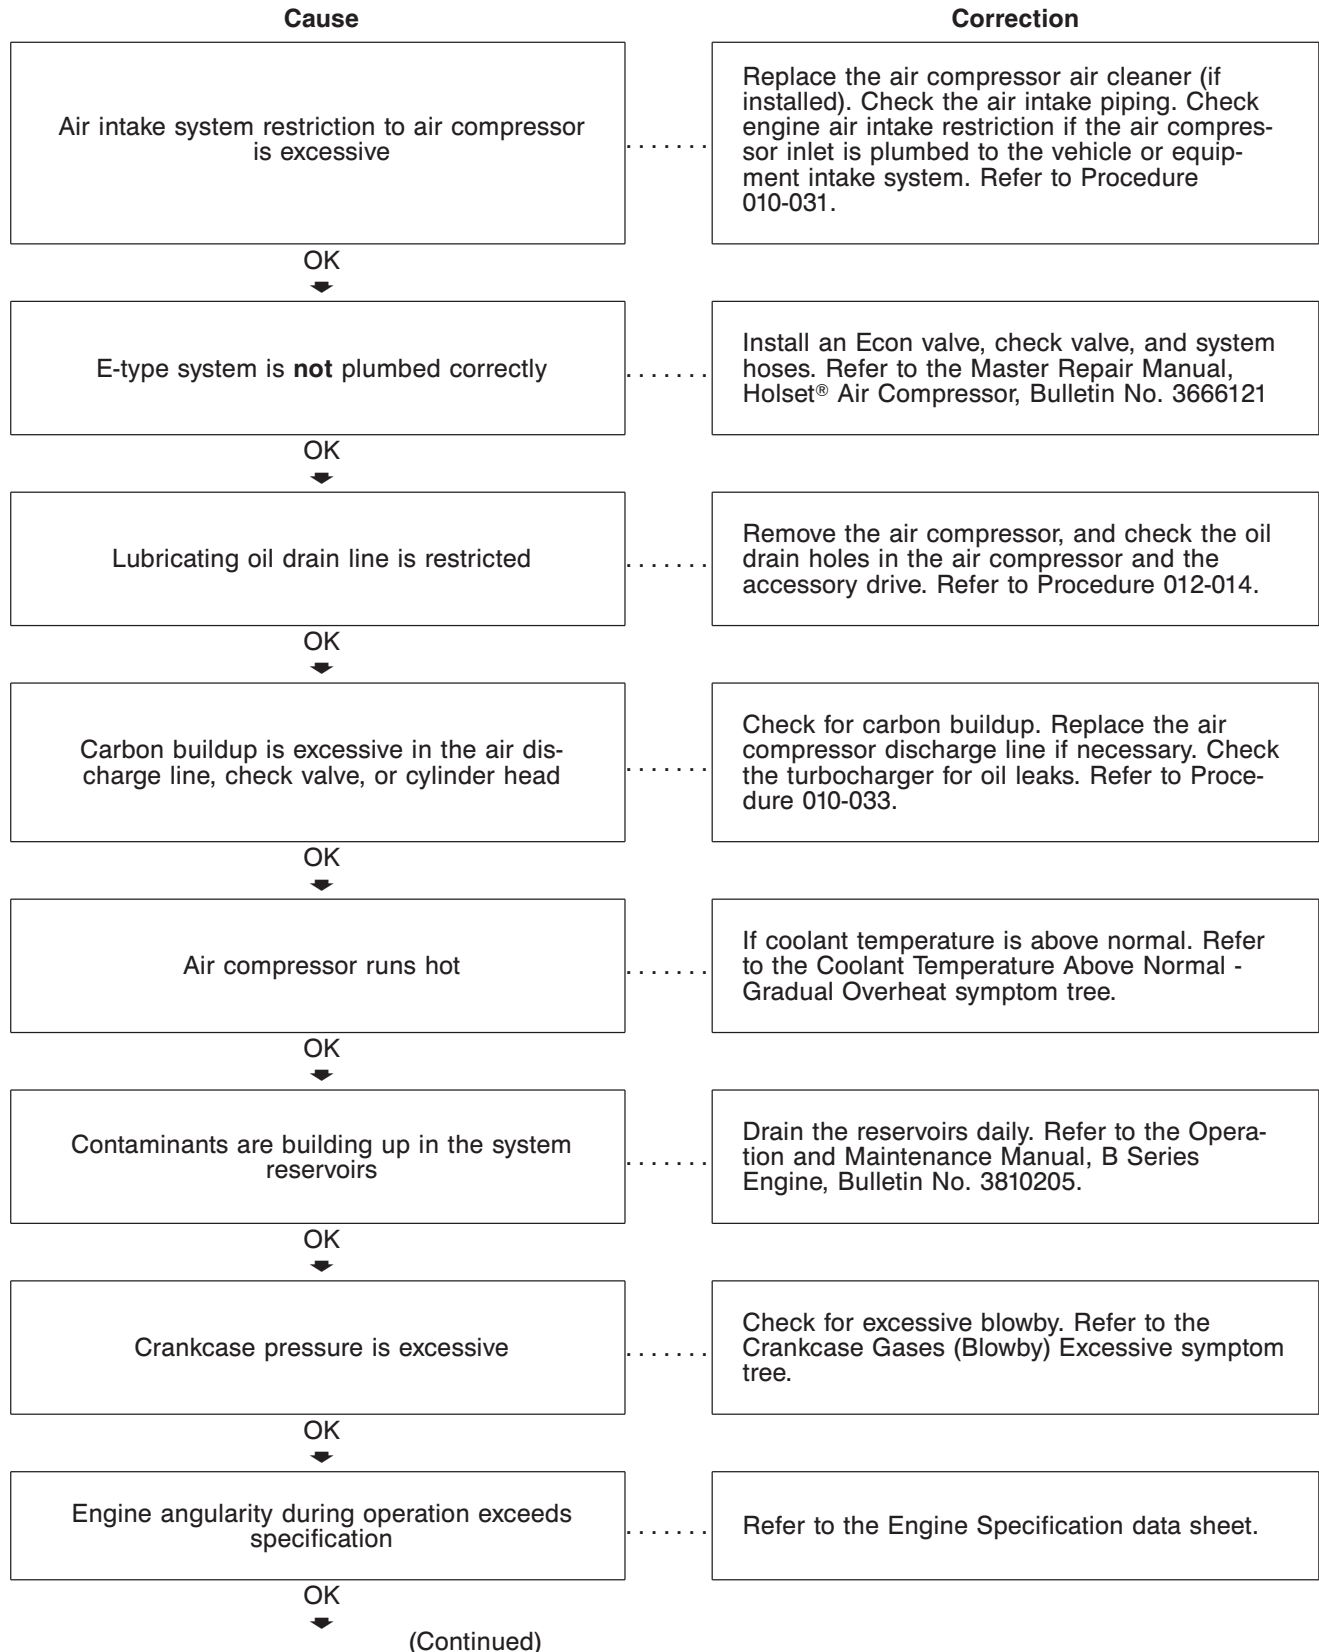 Cause
Correction
Air intake system restriction to air compressor
is excessive
. . . . . . .
Replace the air compressor air cleaner (if
installed). Check the air intake piping. Check
engine air intake restriction if the air compres-
sor inlet is plumbed to the vehicle or equip-
ment intake system. Refer to Procedure
010-031.
OK
E-type system is not plumbed correctly
. . . . . . .
Install an Econ valve, check valve, and system
hoses. Refer to the Master Repair Manual,
Holset® Air Compressor, Bulletin No. 3666121
OK
Lubricating oil drain line is restricted
. . . . . . .
Remove the air compressor, and check the oil
drain holes in the air compressor and the
accessory drive. Refer to Procedure 012-014.
OK
Carbon buildup is excessive in the air dis-
charge line, check valve, or cylinder head
. . . . . . .
Check for carbon buildup. Replace the air
compressor discharge line if necessary. Check
the turbocharger for oil leaks. Refer to Proce-
dure 010-033.
OK
Air compressor runs hot
. . . . . . .
If coolant temperature is above normal. Refer
to the Coolant Temperature Above Normal -
Gradual Overheat symptom tree.
OK
Contaminants are building up in the system
reservoirs
. . . . . . .
Drain the reservoirs daily. Refer to the Opera-
tion and Maintenance Manual, B Series
Engine, Bulletin No. 3810205.
OK
Crankcase pressure is excessive
. . . . . . .
Check for excessive blowby. Refer to the
Crankcase Gases (Blowby) Excessive symptom
tree.
OK
Engine angularity during operation exceeds
specification
. . . . . . .
Refer to the Engine Specification data sheet.
OK
(Continued)